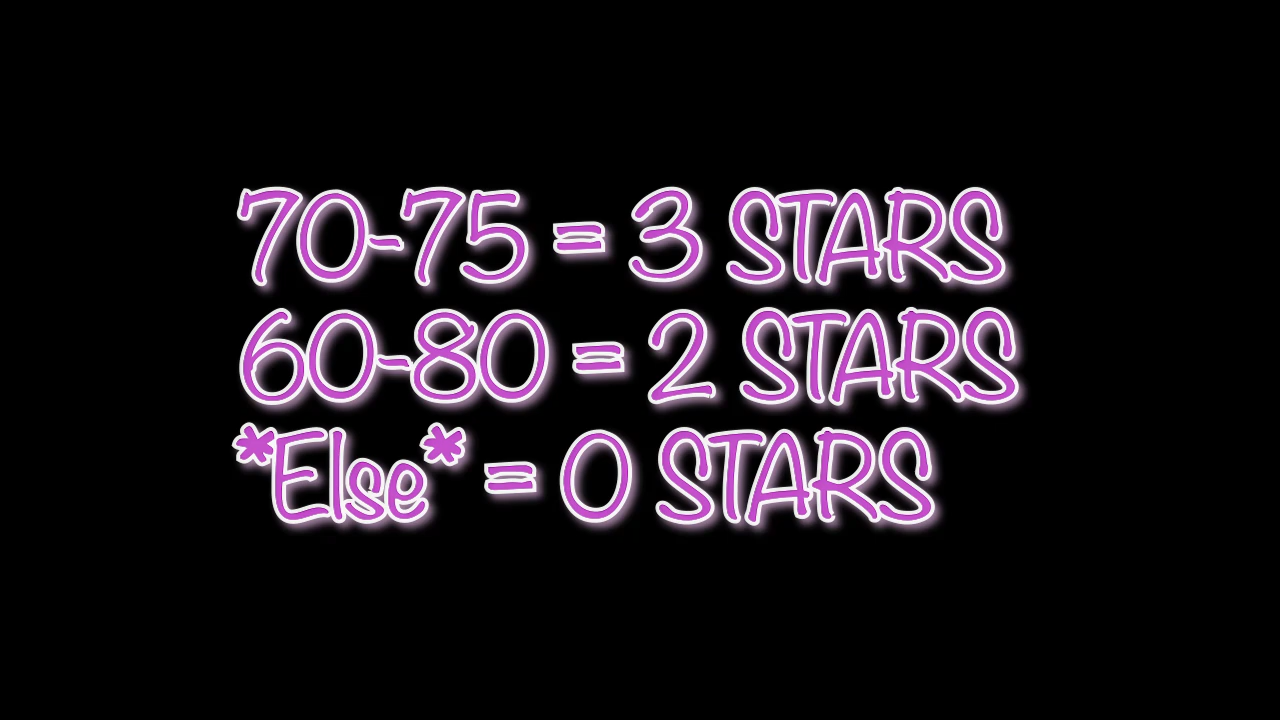 70-75 = 3 STARS
60-80 = 2 STARS
*Else* = 0 STARS